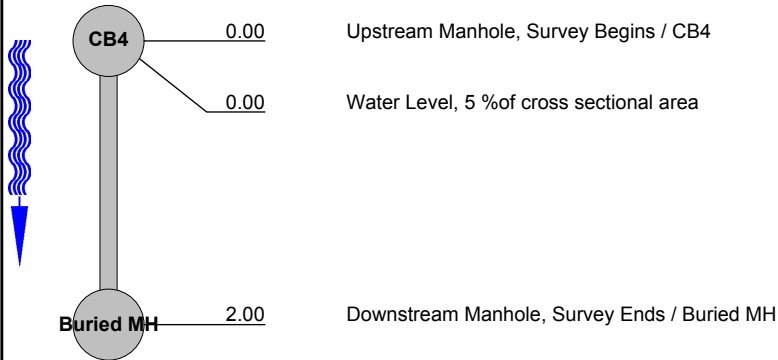 CB4 0.00 Upstream Manhole, Survey Begins / CB4
0.00 Water Level, 5 %of cross sectional area
Buried MH 2.00 Downstream Manhole, Survey Ends / Buried MH